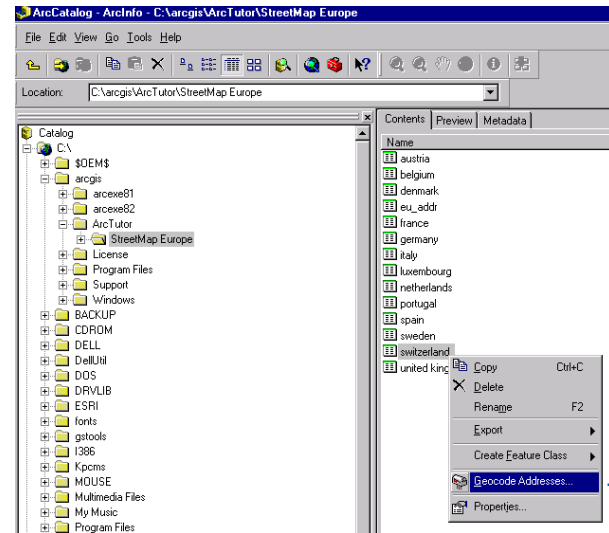 ArcCatalog - ArcInfo - C:\arcgis\ArcTutor\StreetMap Europe
File Edit View Go Tools Help
Location: C:\arcgis\ArcTutor\StreetMap Europe
Catalog
C:\
$OEM$
arcgis
arcexe81
arcexe82
ArcTutor
StreetMap Europe
License
Program Files
Support
Windows
BACKUP
CDROM
DELL
DellUtil
DOS
DRVLIB
ESRI
fonts
gstools
I386
Kpcms
MOUSE
Multimedia Files
My Music
Program Files
Contents Preview Metadata
Name
austria
belgium
denmark
eu_addr
france
germany
italy
luxembourg
netherlands
portugal
spain
sweden
switzerland
united king
Copy Ctrl+C
Delete
Rename F2
Export
Create Feature Class
Geocode Addresses...
Properties...